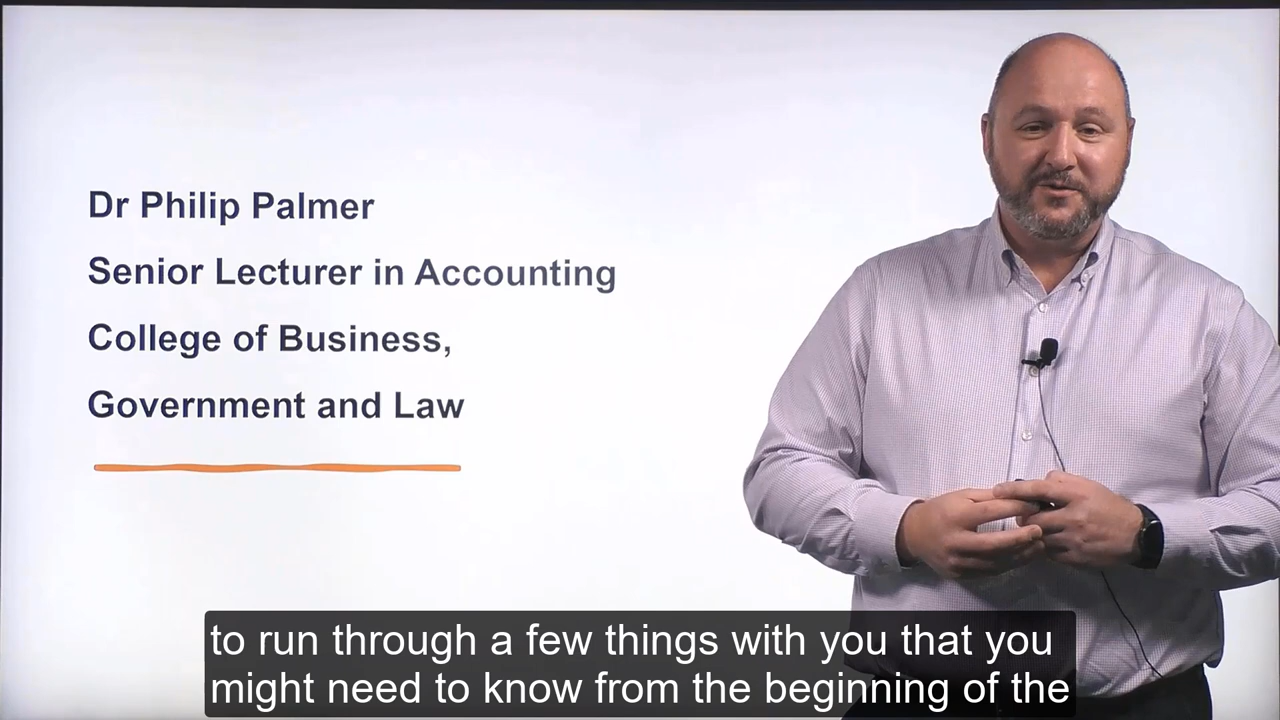 Dr Philip Palmer
Senior Lecturer in Accounting
College of Business,
Government and Law
to run through a few things with you that you
might need to know from the beginning of the